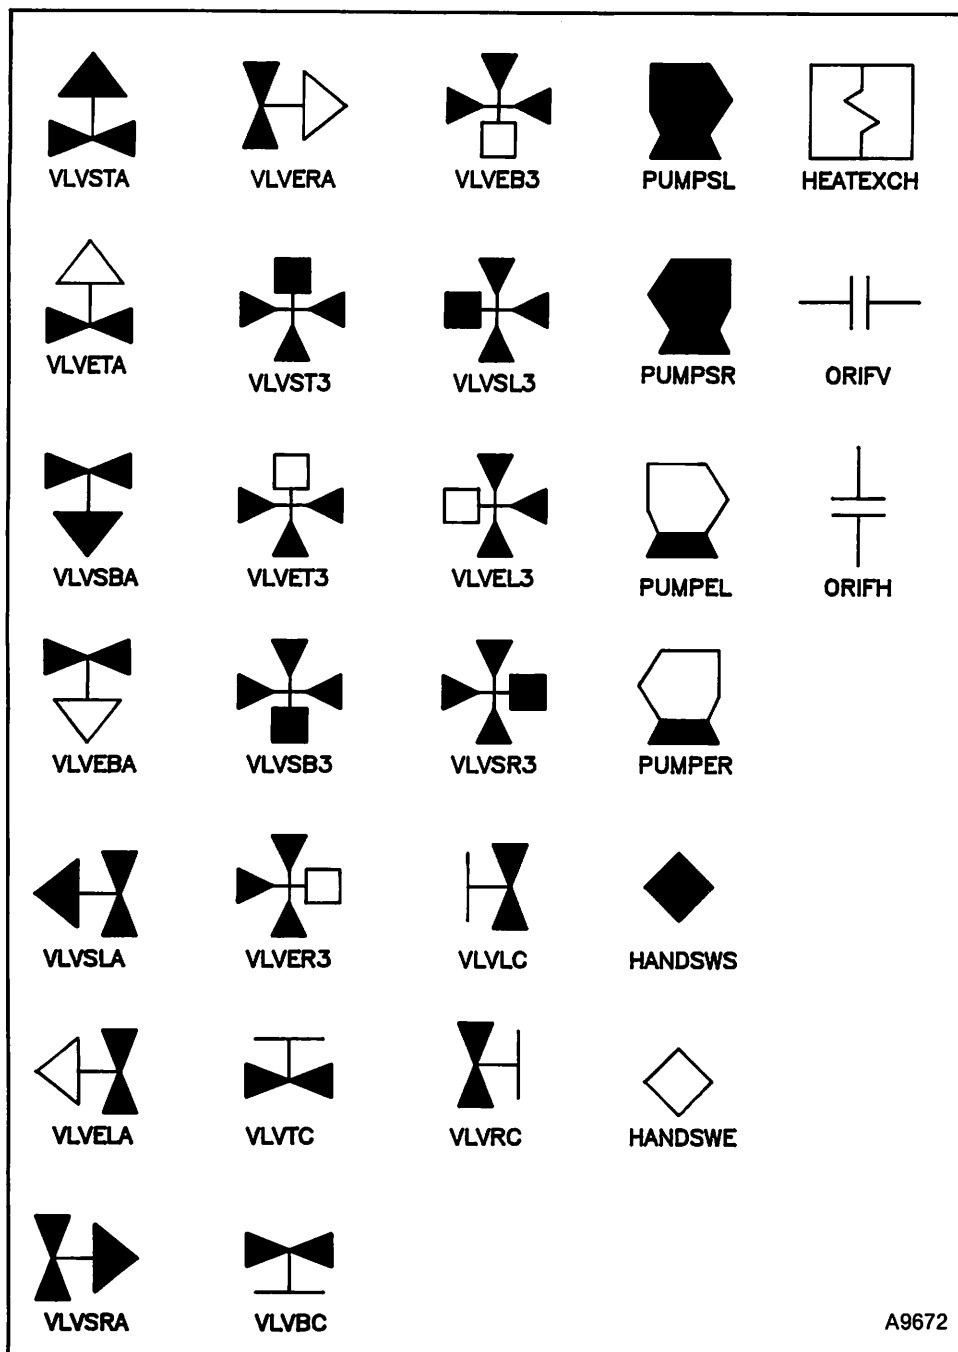 VLVSTA VLVERA VLVEB3 PUMPSL HEATEXCH
VLVETA VLVST3 VLVSL3 PUMPSR ORIFV
VLVSBA VLVET3 VLVEL3 PUMPEL ORIFH
VLVEBA VLVSB3 VLVSR3 PUMPER
VLVSLA VLVER3 VLVLC HANDSWS
VLVELA VLVTC VLVRC HANDSWE
VLVSRA VLVBC
A9672